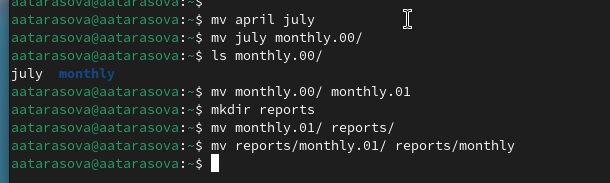 aatarasova@aatarasova:~$
aatarasova@aatarasova:~$ mv april july
aatarasova@aatarasova:~$ mv july monthly.00/
aatarasova@aatarasova:~$ ls monthly.00/
july  monthly
aatarasova@aatarasova:~$ mv monthly.00/ monthly.01
aatarasova@aatarasova:~$ mkdir reports
aatarasova@aatarasova:~$ mv monthly.01/ reports/
aatarasova@aatarasova:~$ mv reports/monthly.01/ reports/monthly
aatarasova@aatarasova:~$